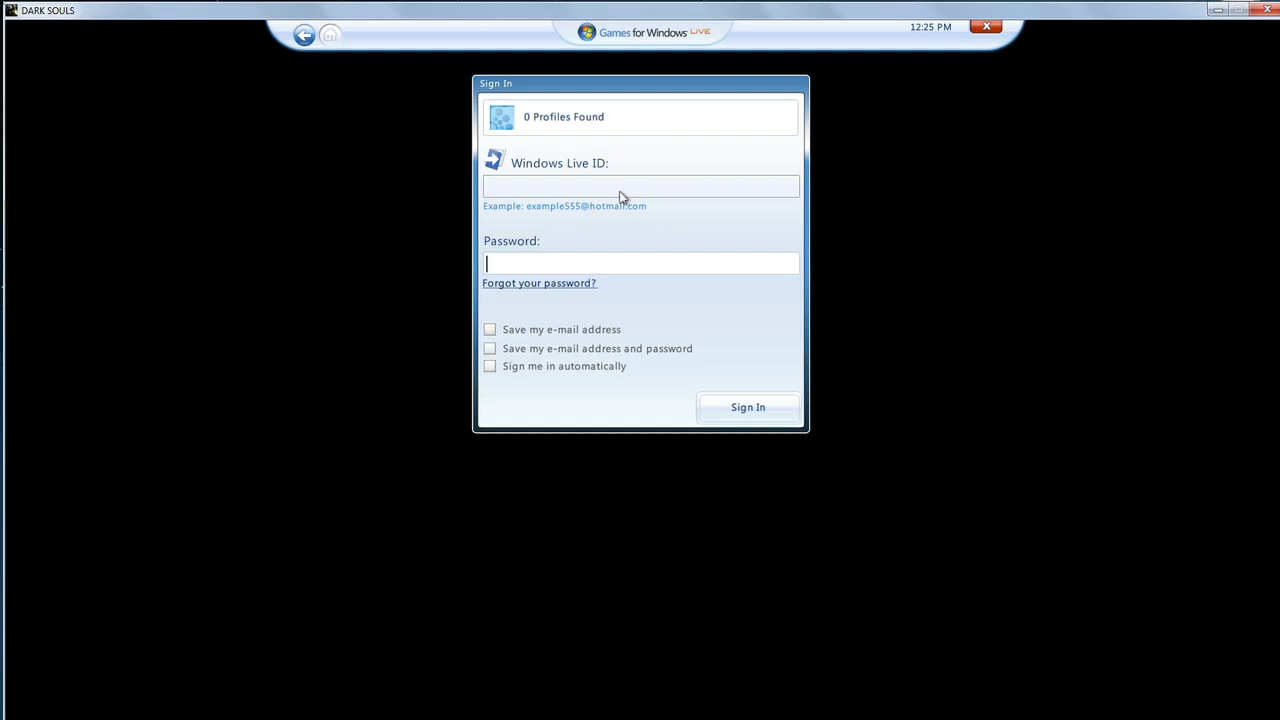 DARK SOULS
Games for Windows LIVE
12:25 PM
Sign In
0 Profiles Found
Windows Live ID:
Example: example555@hotmail.com
Password:
Forgot your password?
Save my e-mail address
Save my e-mail address and password
Sign me in automatically
Sign In